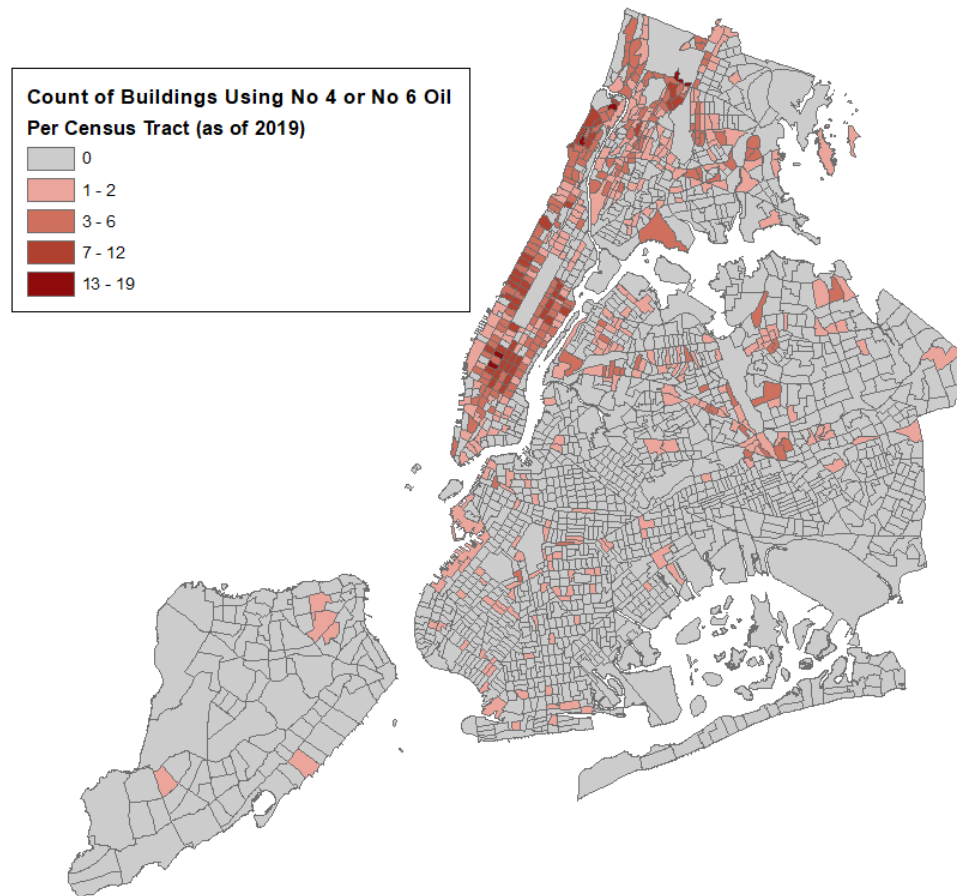 Count of Buildings Using No 4 or No 6 Oil
Per Census Tract (as of 2019)
0
1 - 2
3 - 6
7 - 12
13 - 19